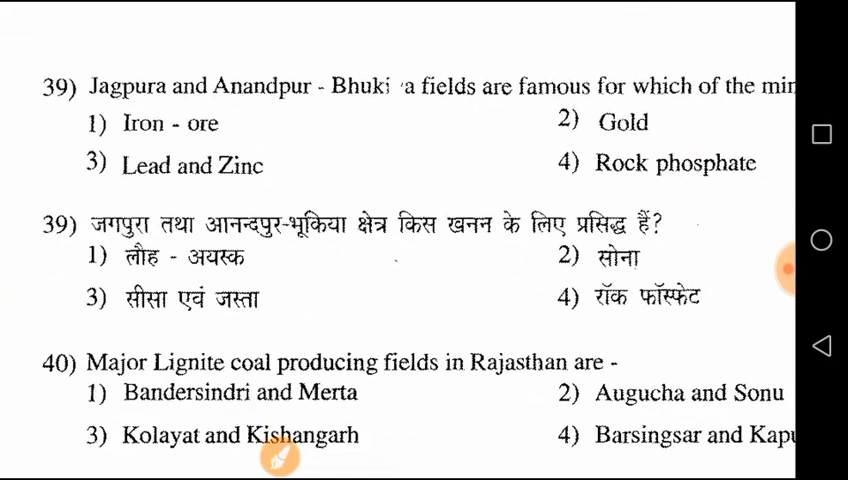 39) Jagpura and Anandpur - Bhuki a fields are famous for which of the
1) Iron - ore 2) Gold
3) Lead and Zinc 4) Rock phosphate
39) जगपुरा तथा आनन्दपुर-भूकिया क्षेत्र किस खनन के लिए प्रसिद्ध हैं?
1) लौह - अयस्क 2) सोना
3) सीसा एवं जस्ता 4) रॉक फॉस्फेट
40) Major Lignite coal producing fields in Rajasthan are -
1) Bandersindri and Merta 2) Augucha and Sonu
3) Kolayat and Kishangarh 4) Barsingsar and